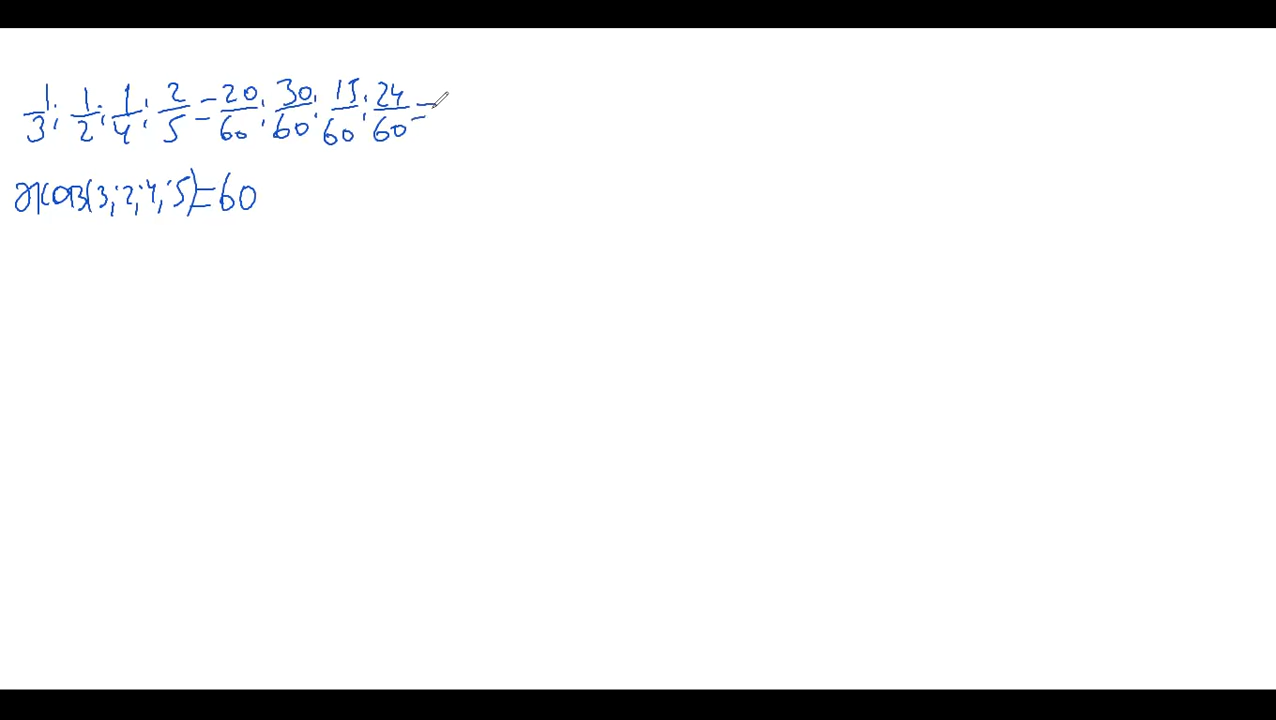 1/3; 1/2; 1/4; 2/5 = 20/60; 30/60; 15/60; 24/60 =
(3; 2; 4; 5) = 60